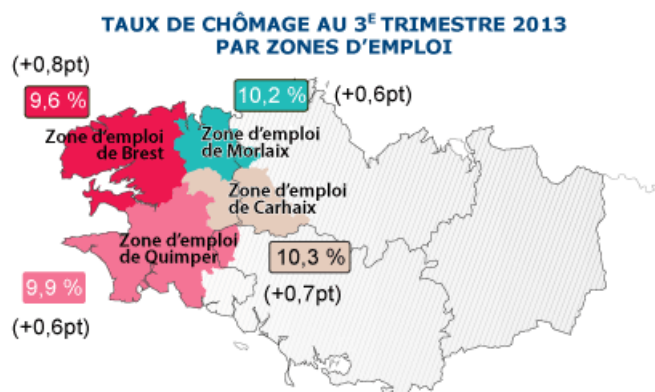 TAUX DE CHÔMAGE AU 3E TRIMESTRE 2013
PAR ZONES D'EMPLOI
(+0,8pt)
9,6 %
10,2 %
(+0,6pt)
Zone d'emploi
de Brest
Zone d'emploi
de Morlaix
Zone d'emploi
de Carhaix
Zone d'emploi
de Quimper
10,3 %
(+0,7pt)
9,9 %
(+0,6pt)